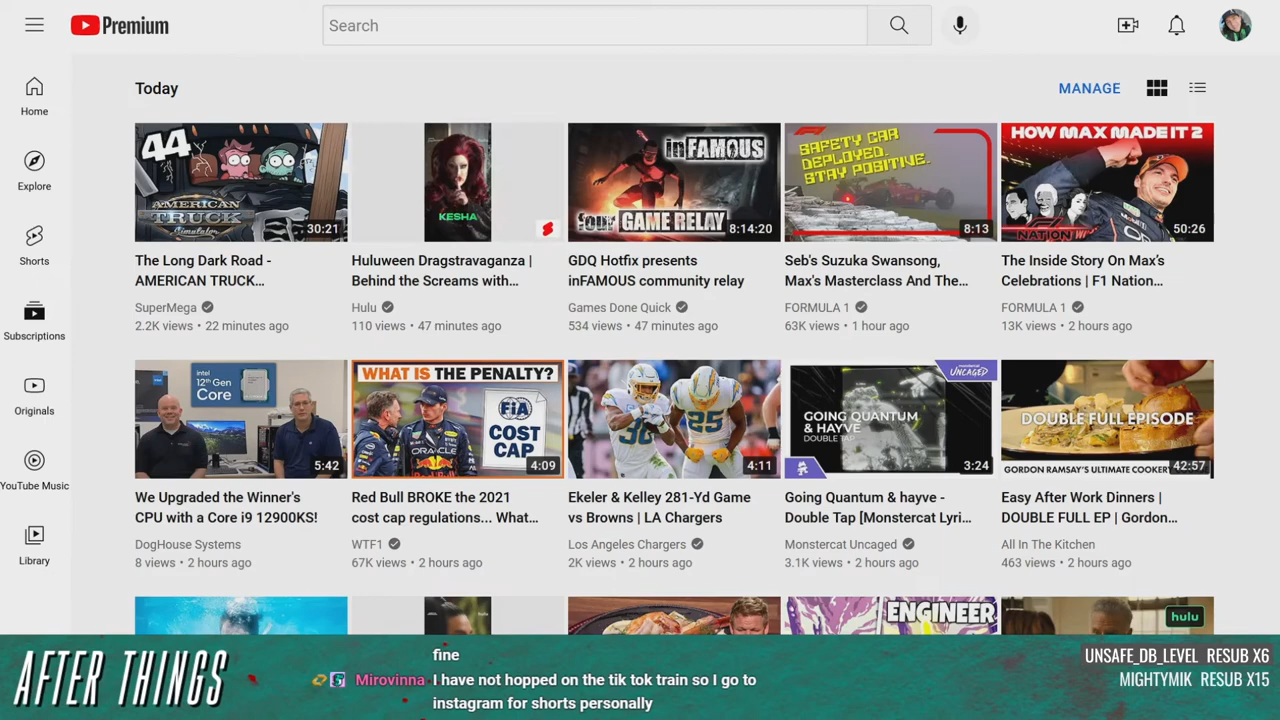 Premium
Search
Home
Explore
Shorts
Subscriptions
Originals
YouTube Music
Library
Today
MANAGE
44
AMERICAN
TRUCK
Simulator
30:21
The Long Dark Road -
AMERICAN TRUCK...
SuperMega
2.2K views • 22 minutes ago
KESHA
Huluween Dragstravaganza |
Behind the Screams with...
Hulu
110 views • 47 minutes ago
inFAMOUS
four GAME RELAY
8:14:20
GDQ Hotfix presents
inFAMOUS community relay
Games Done Quick
534 views • 47 minutes ago
SAFETY CAR
DEPLOYED.
STAY POSITIVE.
8:13
Seb's Suzuka Swansong,
Max's Masterclass And The...
FORMULA 1
63K views • 1 hour ago
HOW MAX MADE IT 2
NATION
50:26
The Inside Story On Max's
Celebrations | F1 Nation...
FORMULA 1
13K views • 2 hours ago
intel
12th Gen
Core
5:42
We Upgraded the Winner's
CPU with a Core i9 12900KS!
DogHouse Systems
8 views • 2 hours ago
WHAT IS THE PENALTY?
FIA
COST
CAP
ORACLE
4:09
Red Bull BROKE the 2021
cost cap regulations... What...
WTF1
67K views • 2 hours ago
25
4:11
Ekeler & Kelley 281-Yd Game
vs Browns | LA Chargers
Los Angeles Chargers
2K views • 2 hours ago
UNCAGED
GOING QUANTUM
& HAYVE
DOUBLE TAP
3:24
Going Quantum & hayve -
Double Tap [Monstercat Lyri...
Monstercat Uncaged
3.1K views • 2 hours ago
DOUBLE FULL EPISODE
GORDON RAMSAY'S ULTIMATE COOKERY
42:57
Easy After Work Dinners |
DOUBLE FULL EP | Gordon...
All In The Kitchen
463 views • 2 hours ago
ENGINEER
hulu
AFTER THINGS
fine
Mirovinna I have not hopped on the tik tok train so I go to
instagram for shorts personally
UNSAFE_DB_LEVEL RESUB X6
MIGHTYMIK RESUB X15